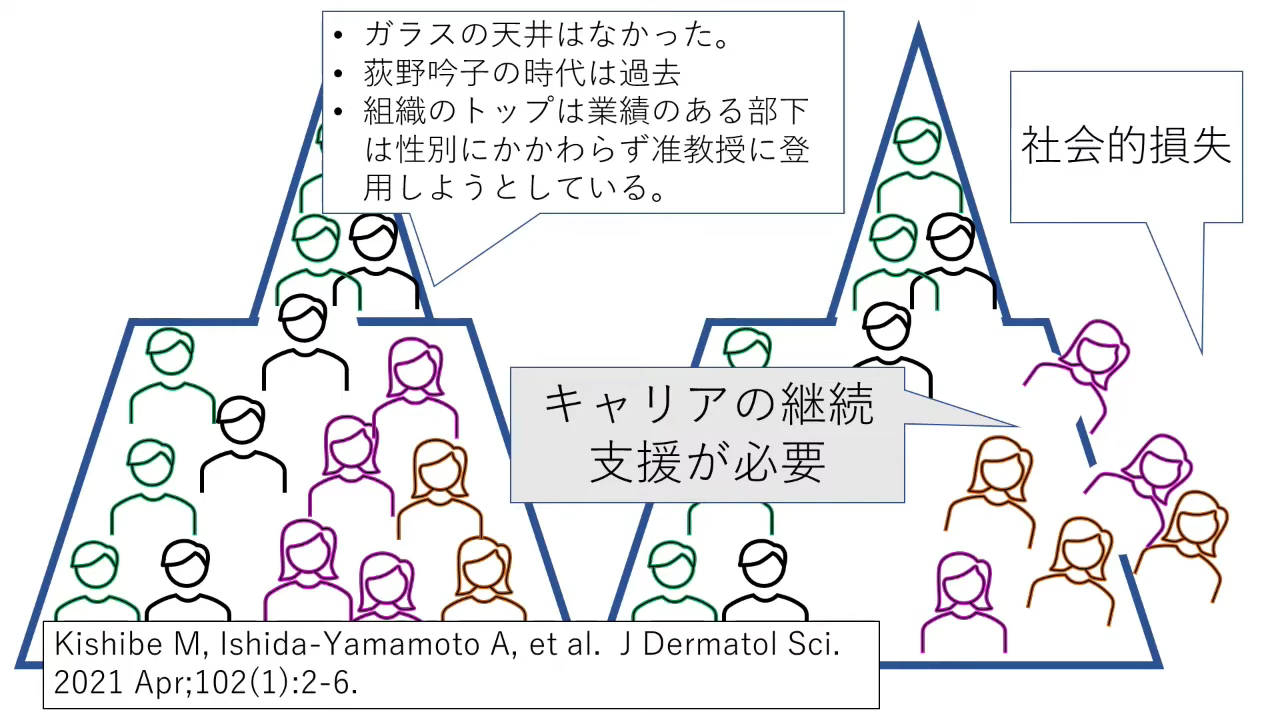 • ガラスの天井はなかった。
• 荻野吟子の時代は過去
• 組織のトップは業績のある部下
は性別にかかわらず准教授に登
用しようとしている。
社会的損失
キャリアの継続
支援が必要
Kishibe M, Ishida-Yamamoto A, et al.  J Dermatol Sci.
2021 Apr;102(1):2-6.